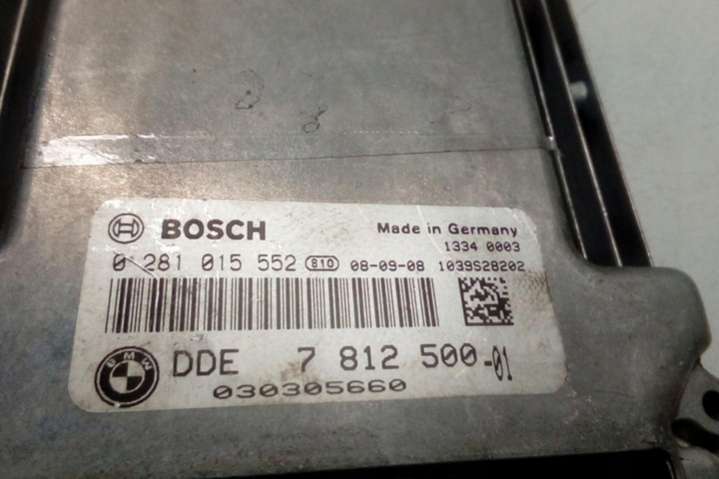 BOSCH Made in Germany
1334 0003
0 281 015 552 810 08-09-08 1039S28202
BMW DDE 7 812 500-01
030305660